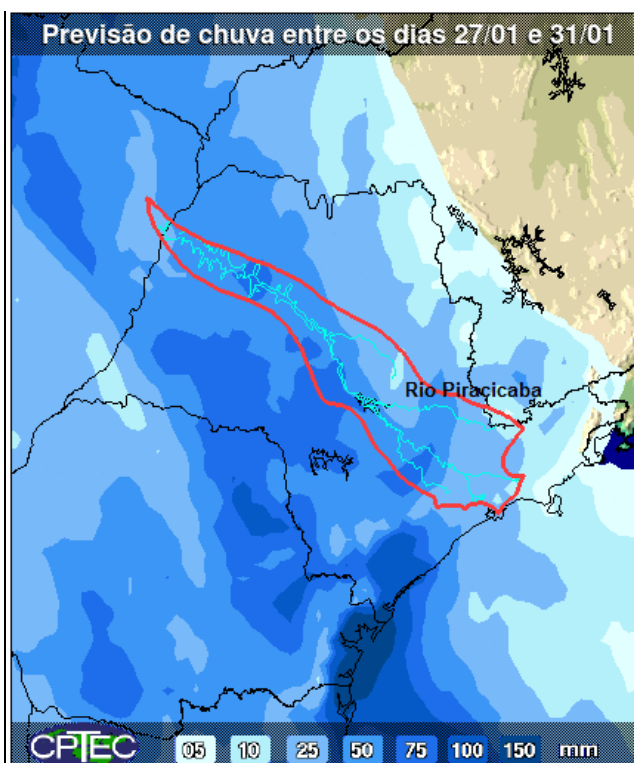 Previsão de chuva entre os dias 27/01 e 31/01
Rio Piracicaba
CPTEC 05 10 25 50 75 100 150 mm